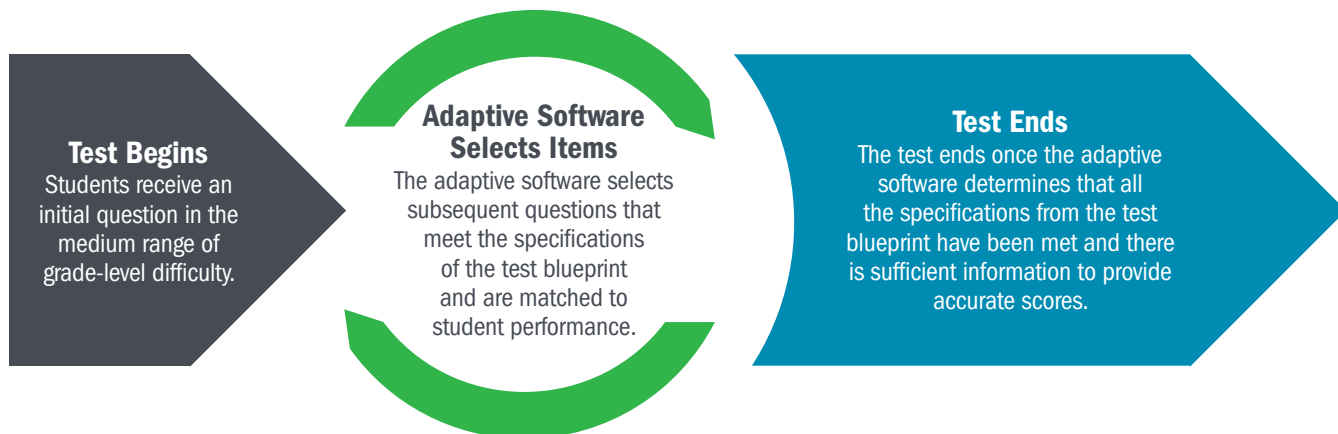 Test Begins
Students receive an
initial question in the
medium range of
grade-level difficulty.
Adaptive Software
Selects Items
The adaptive software selects
subsequent questions that
meet the specifications
of the test blueprint
and are matched to
student performance.
Test Ends
The test ends once the adaptive
software determines that all
the specifications from the test
blueprint have been met and there
is sufficient information to provide
accurate scores.